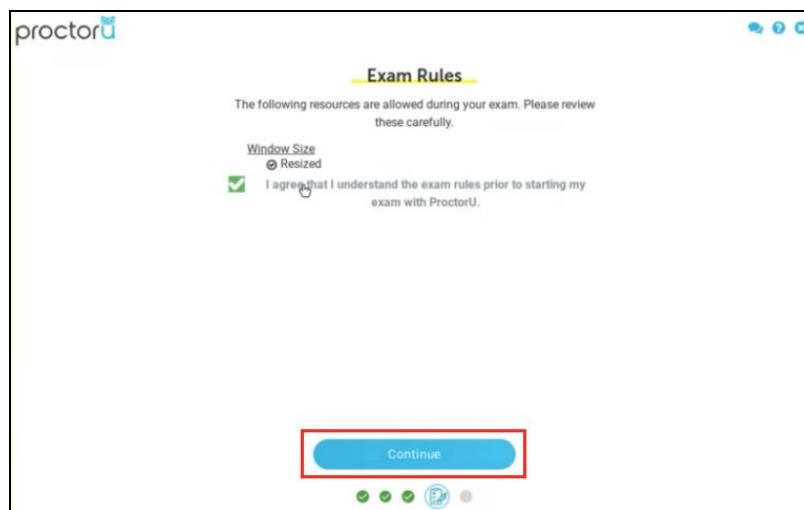 proctorü
Exam Rules
The following resources are allowed during your exam. Please review
these carefully.
Window Size
Resized
I agree that I understand the exam rules prior to starting my
exam with ProctorU.
Continue